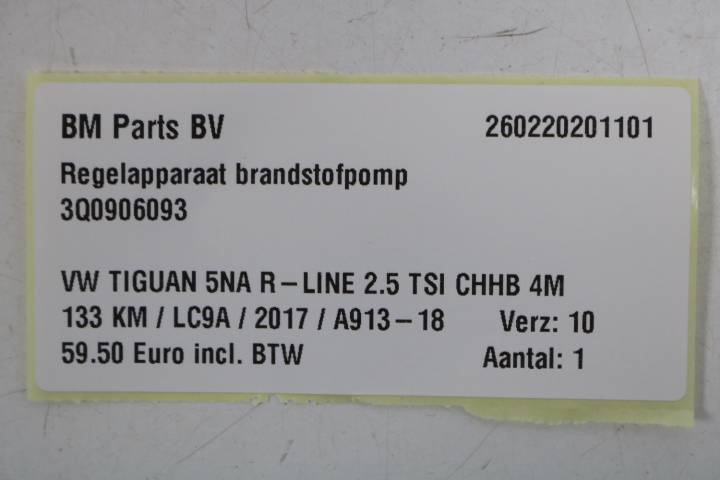 BM Parts BV 260220201101
Regelapparaat brandstofpomp
3Q0906093
VW TIGUAN 5NA R-LINE 2.5 TSI CHHB 4M
133 KM / LC9A / 2017 / A913-18 Verz: 10
59.50 Euro incl. BTW Aantal: 1